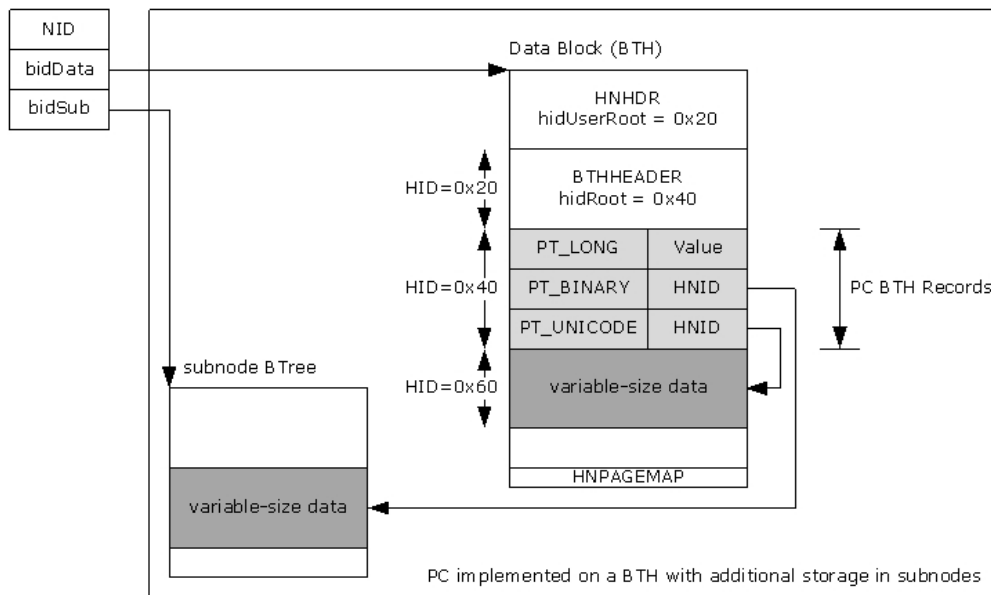 NID
bidData
bidSub
Data Block (BTH)
HNHDR
hidUserRoot = 0x20
HID=0x20
BTHHEADER
hidRoot = 0x40
HID=0x40
PT_LONG Value
PT_BINARY HNID
PT_UNICODE HNID
PC BTH Records
subnode BTree
HID=0x60
variable-size data
HNPAGEMAP
variable-size data
PC implemented on a BTH with additional storage in subnodes